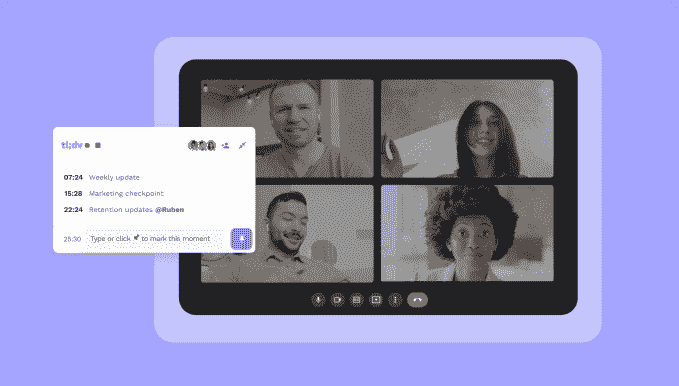 tl;dv
07:24 Weekly update
15:28 Marketing checkpoint
22:24 Retention updates @Ruben
25:30 Type or click to mark this moment